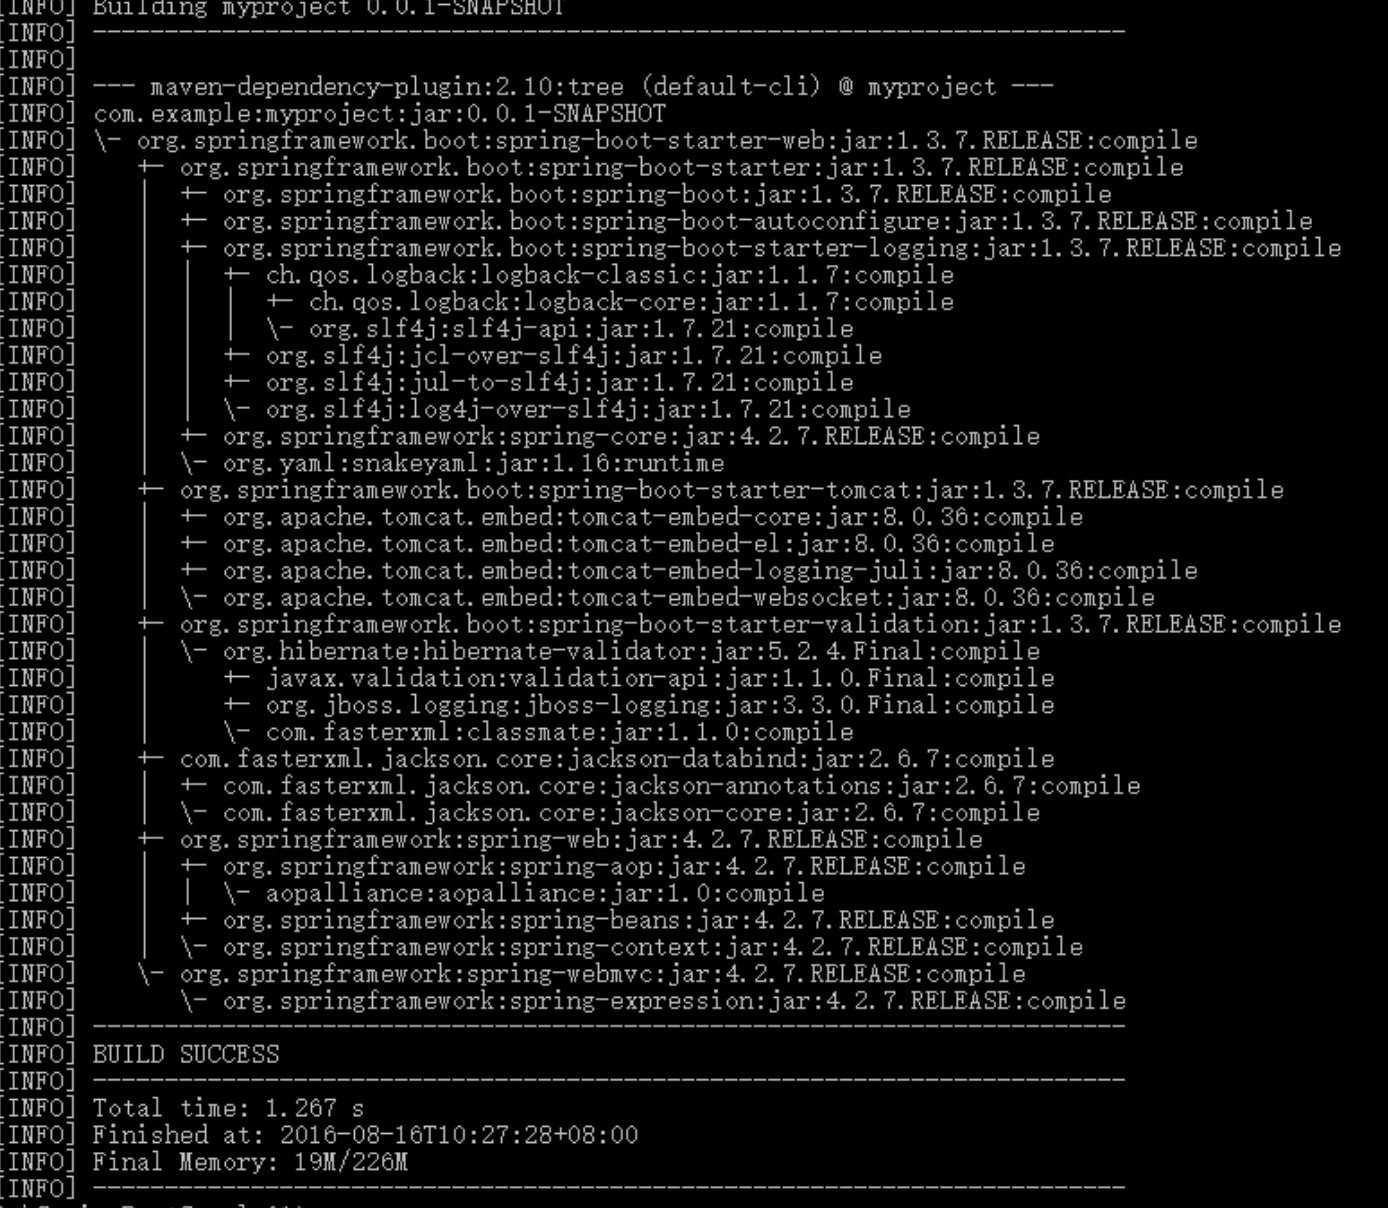 [INFO] Building myproject 0.0.1-SNAPSHOT
[INFO] ------------------------------------------------------------------------
[INFO]
[INFO] --- maven-dependency-plugin:2.10:tree (default-cli) @ myproject ---
[INFO] com.example:myproject:jar:0.0.1-SNAPSHOT
[INFO] \- org.springframework.boot:spring-boot-starter-web:jar:1.3.7.RELEASE:compile
[INFO]    +- org.springframework.boot:spring-boot-starter:jar:1.3.7.RELEASE:compile
[INFO]    |  +- org.springframework.boot:spring-boot:jar:1.3.7.RELEASE:compile
[INFO]    |  +- org.springframework.boot:spring-boot-autoconfigure:jar:1.3.7.RELEASE:compile
[INFO]    |  +- org.springframework.boot:spring-boot-starter-logging:jar:1.3.7.RELEASE:compile
[INFO]    |  |  +- ch.qos.logback:logback-classic:jar:1.1.7:compile
[INFO]    |  |  |  +- ch.qos.logback:logback-core:jar:1.1.7:compile
[INFO]    |  |  |  \- org.slf4j:slf4j-api:jar:1.7.21:compile
[INFO]    |  |  +- org.slf4j:jcl-over-slf4j:jar:1.7.21:compile
[INFO]    |  |  +- org.slf4j:jul-to-slf4j:jar:1.7.21:compile
[INFO]    |  |  \- org.slf4j:log4j-over-slf4j:jar:1.7.21:compile
[INFO]    |  +- org.springframework:spring-core:jar:4.2.7.RELEASE:compile
[INFO]    |  \- org.yaml:snakeyaml:jar:1.16:runtime
[INFO]    +- org.springframework.boot:spring-boot-starter-tomcat:jar:1.3.7.RELEASE:compile
[INFO]    |  +- org.apache.tomcat.embed:tomcat-embed-core:jar:8.0.36:compile
[INFO]    |  +- org.apache.tomcat.embed:tomcat-embed-el:jar:8.0.36:compile
[INFO]    |  +- org.apache.tomcat.embed:tomcat-embed-logging-juli:jar:8.0.36:compile
[INFO]    |  \- org.apache.tomcat.embed:tomcat-embed-websocket:jar:8.0.36:compile
[INFO]    +- org.springframework.boot:spring-boot-starter-validation:jar:1.3.7.RELEASE:compile
[INFO]    |  \- org.hibernate:hibernate-validator:jar:5.2.4.Final:compile
[INFO]    |     +- javax.validation:validation-api:jar:1.1.0.Final:compile
[INFO]    |     +- org.jboss.logging:jboss-logging:jar:3.3.0.Final:compile
[INFO]    |     \- com.fasterxml:classmate:jar:1.1.0:compile
[INFO]    +- com.fasterxml.jackson.core:jackson-databind:jar:2.6.7:compile
[INFO]    |  +- com.fasterxml.jackson.core:jackson-annotations:jar:2.6.7:compile
[INFO]    |  \- com.fasterxml.jackson.core:jackson-core:jar:2.6.7:compile
[INFO]    +- org.springframework:spring-web:jar:4.2.7.RELEASE:compile
[INFO]    |  +- org.springframework:spring-aop:jar:4.2.7.RELEASE:compile
[INFO]    |  |  \- aopalliance:aopalliance:jar:1.0:compile
[INFO]    |  +- org.springframework:spring-beans:jar:4.2.7.RELEASE:compile
[INFO]    |  \- org.springframework:spring-context:jar:4.2.7.RELEASE:compile
[INFO]    \- org.springframework:spring-webmvc:jar:4.2.7.RELEASE:compile
[INFO]       \- org.springframework:spring-expression:jar:4.2.7.RELEASE:compile
[INFO] ------------------------------------------------------------------------
[INFO] BUILD SUCCESS
[INFO] ------------------------------------------------------------------------
[INFO] Total time: 1.267 s
[INFO] Finished at: 2016-08-16T10:27:28+08:00
[INFO] Final Memory: 19M/226M
[INFO] ------------------------------------------------------------------------